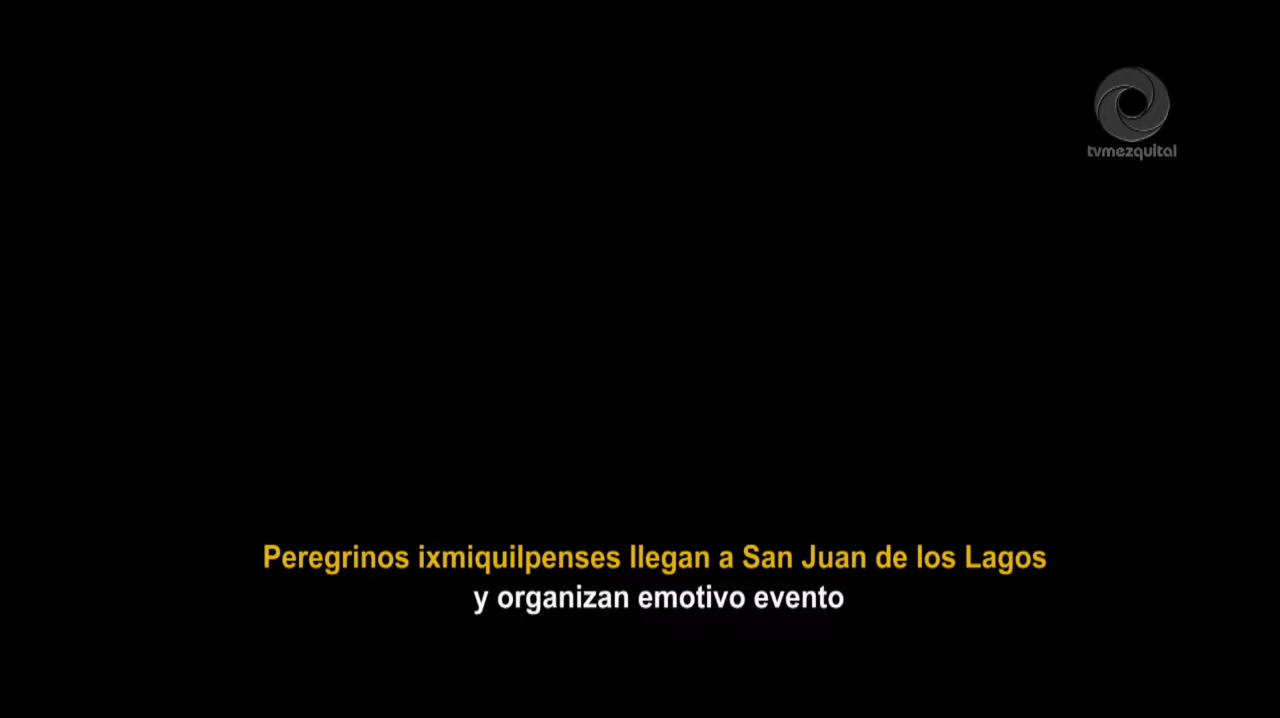 tvmezquital
Peregrinos ixmiquilpenses llegan a San Juan de los Lagos
y organizan emotivo evento